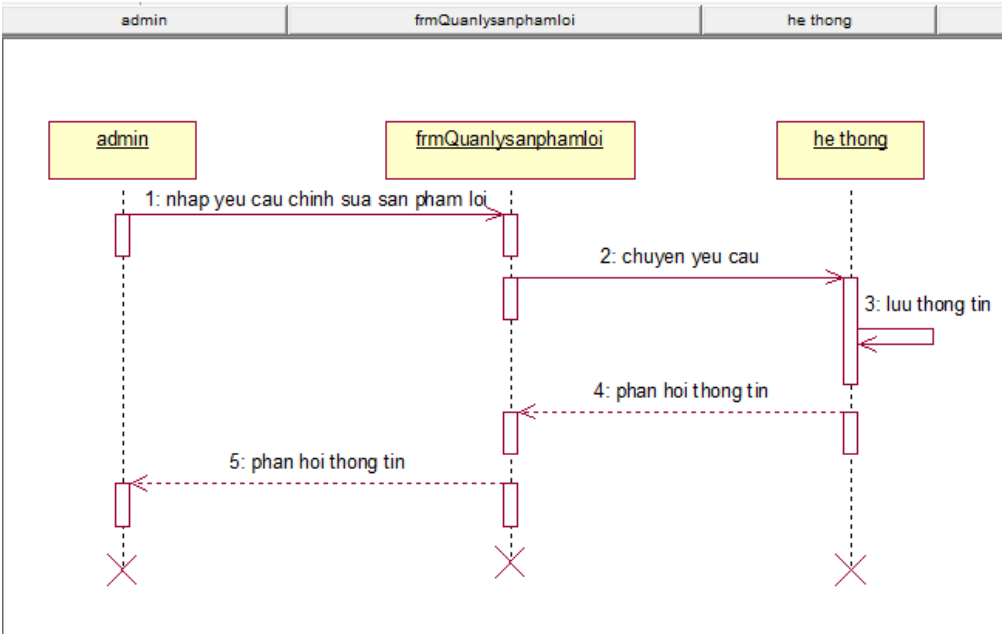 admin
frmQuanlysanphamloi
he thong
admin
frmQuanlysanphamloi
he thong
1: nhap yeu cau chinh sua san pham loi
2: chuyen yeu cau
3: luu thong tin
4: phan hoi thong tin
5: phan hoi thong tin